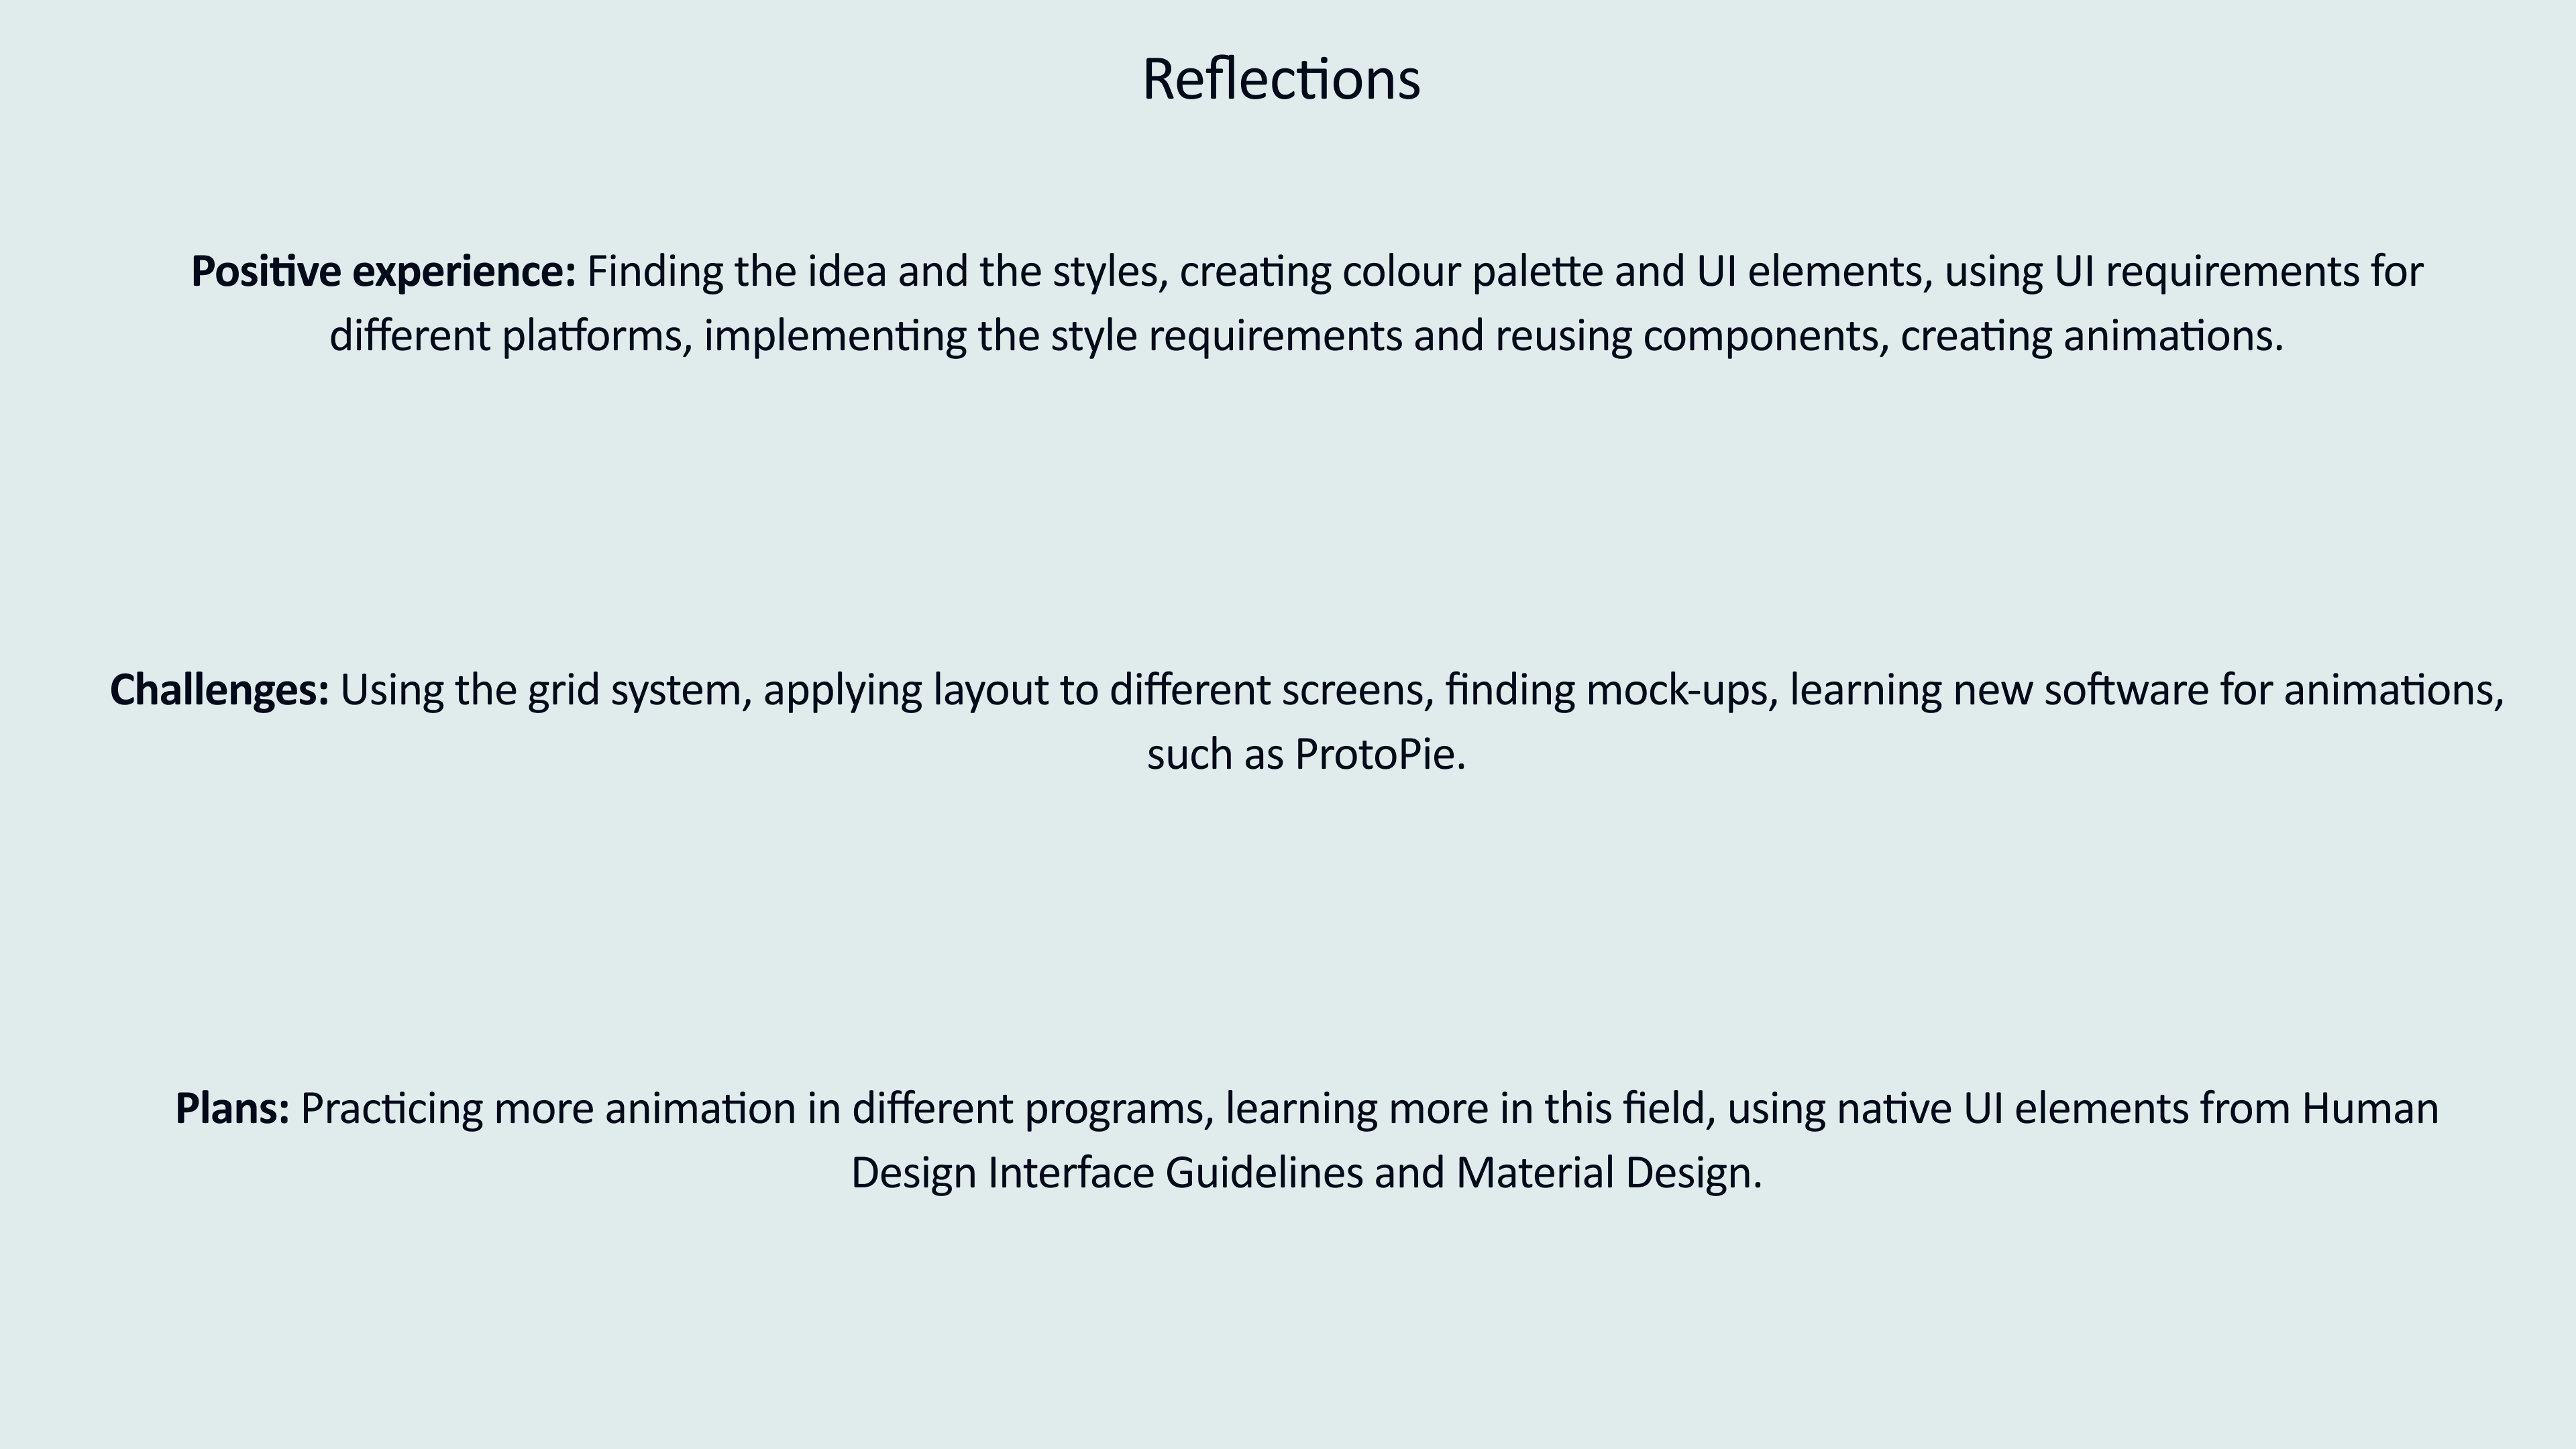 Reflections
Positive experience: Finding the idea and the styles, creating colour palette and UI elements, using UI requirements for
different platforms, implementing the style requirements and reusing components, creating animations.
Challenges: Using the grid system, applying layout to different screens, finding mock-ups, learning new software for animations,
such as ProtoPie.
Plans: Practicing more animation in different programs, learning more in this field, using native UI elements from Human
Design Interface Guidelines and Material Design.